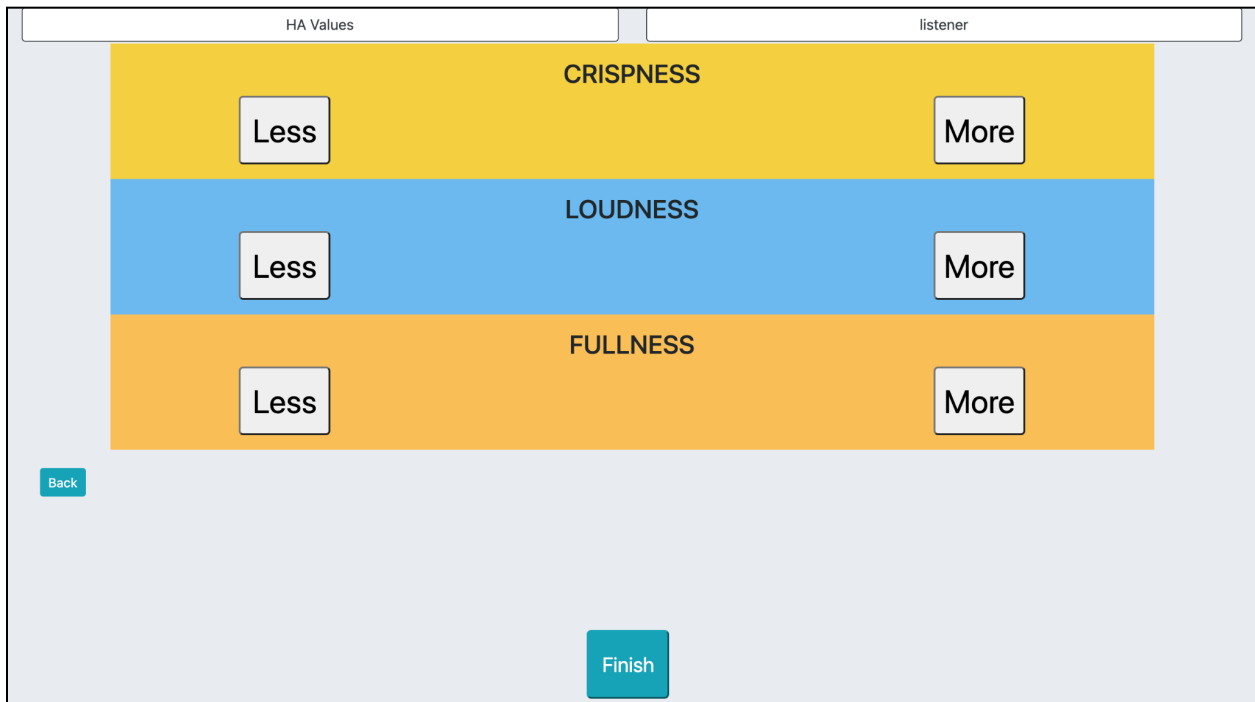 HA Values listener
CRISPNESS
Less More
LOUDNESS
Less More
FULLNESS
Less More
Back
Finish